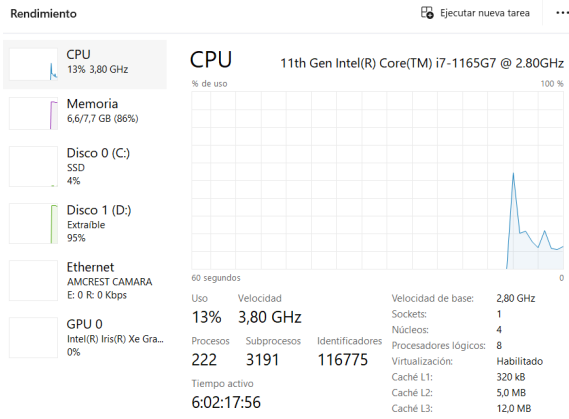 Rendimiento
Ejecutar nueva tarea
CPU
13% 3,80 GHz
Memoria
6,6/7,7 GB (86%)
Disco 0 (C:)
SSD
4%
Disco 1 (D:)
Extraíble
95%
Ethernet
AMCREST CAMARA
E: 0 R: 0 Kbps
GPU 0
Intel(R) Iris(R) Xe Gra...
0%
CPU
11th Gen Intel(R) Core(TM) i7-1165G7 @ 2.80GHz
% de uso
100 %
60 segundos
0
Uso
Velocidad
13%
3,80 GHz
Procesos
Subprocesos
Identificadores
222
3191
116775
Tiempo activo
6:02:17:56
Velocidad de base: 2,80 GHz
Sockets: 1
Núcleos: 4
Procesadores lógicos: 8
Virtualización: Habilitado
Caché L1: 320 kB
Caché L2: 5,0 MB
Caché L3: 12,0 MB